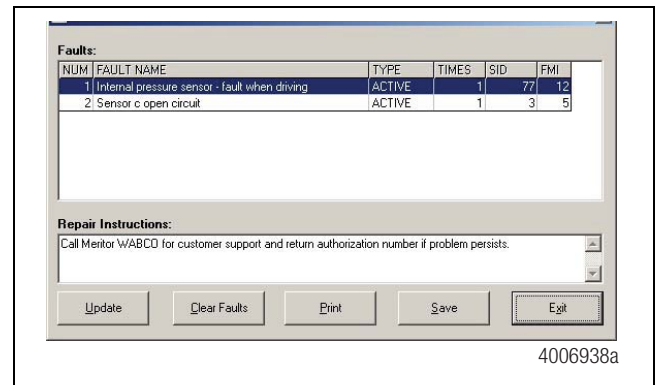 Faults:
NUM FAULT NAME TYPE TIMES SID FMI
1 Internal pressure sensor - fault when driving ACTIVE 1 77 12
2 Sensor c open circuit ACTIVE 1 3 5
Repair Instructions:
Call Meritor WABCO for customer support and return authorization number if problem persists.
Update Clear Faults Print Save Exit
4006938a